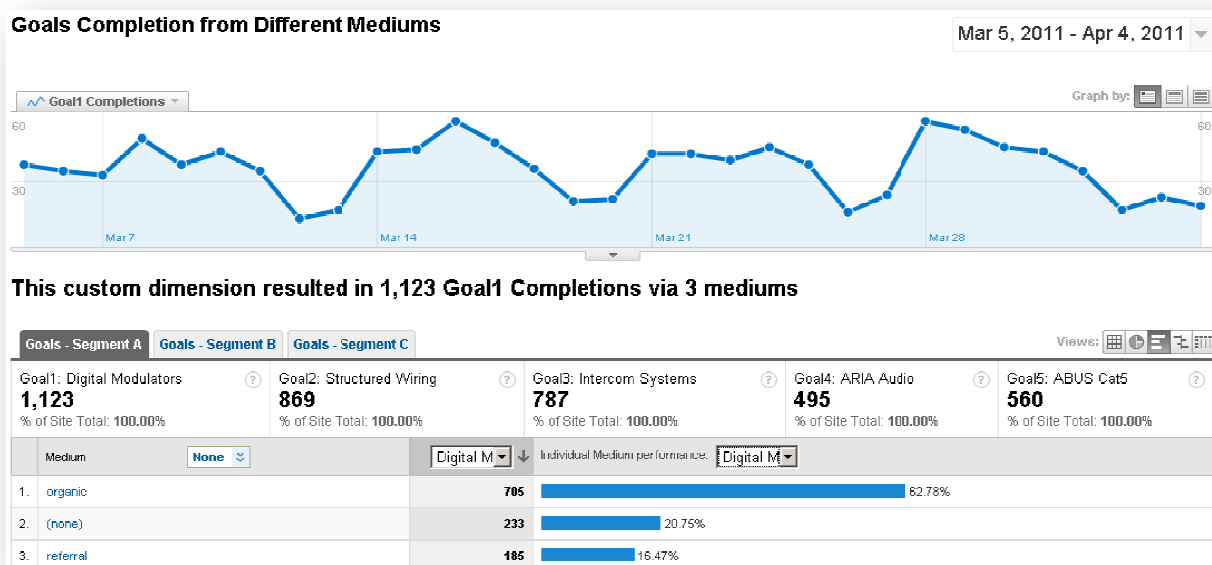 Goals Completion from Different Mediums
Mar 5, 2011 - Apr 4, 2011
Goal1 Completions
Graph by:
60 60
30 30
Mar 7 Mar 14 Mar 21 Mar 28
This custom dimension resulted in 1,123 Goal1 Completions via 3 mediums
Goals - Segment A Goals - Segment B Goals - Segment C
Views:
Goal1: Digital Modulators ? Goal2: Structured Wiring ? Goal3: Intercom Systems ? Goal4: ARIA Audio ? Goal5: ABUS Cat5 ?
1,123 869 787 495 560
% of Site Total: 100.00% % of Site Total: 100.00% % of Site Total: 100.00% % of Site Total: 100.00% % of Site Total: 100.00%
Medium None Digital M Individual Medium performance: Digital M
1. organic 705 62.78%
2. (none) 233 20.75%
3. referral 185 16.47%